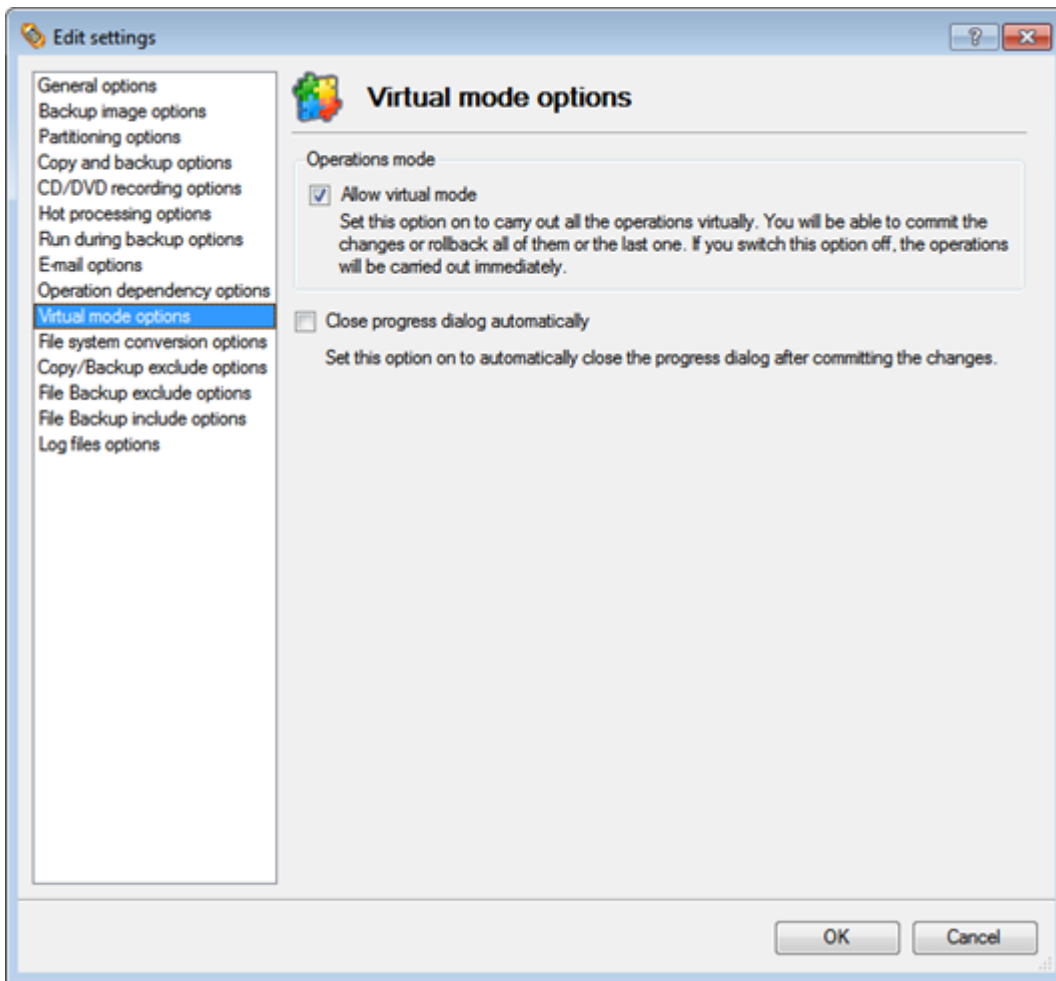 Edit settings
General options
Backup image options
Partitioning options
Copy and backup options
CD/DVD recording options
Hot processing options
Run during backup options
E-mail options
Operation dependency options
Virtual mode options
File system conversion options
Copy/Backup exclude options
File Backup exclude options
File Backup include options
Log files options
Virtual mode options
Operations mode
Allow virtual mode
Set this option on to carry out all the operations virtually. You will be able to commit the
changes or rollback all of them or the last one. If you switch this option off, the operations
will be carried out immediately.
Close progress dialog automatically
Set this option on to automatically close the progress dialog after committing the changes.
OK
Cancel